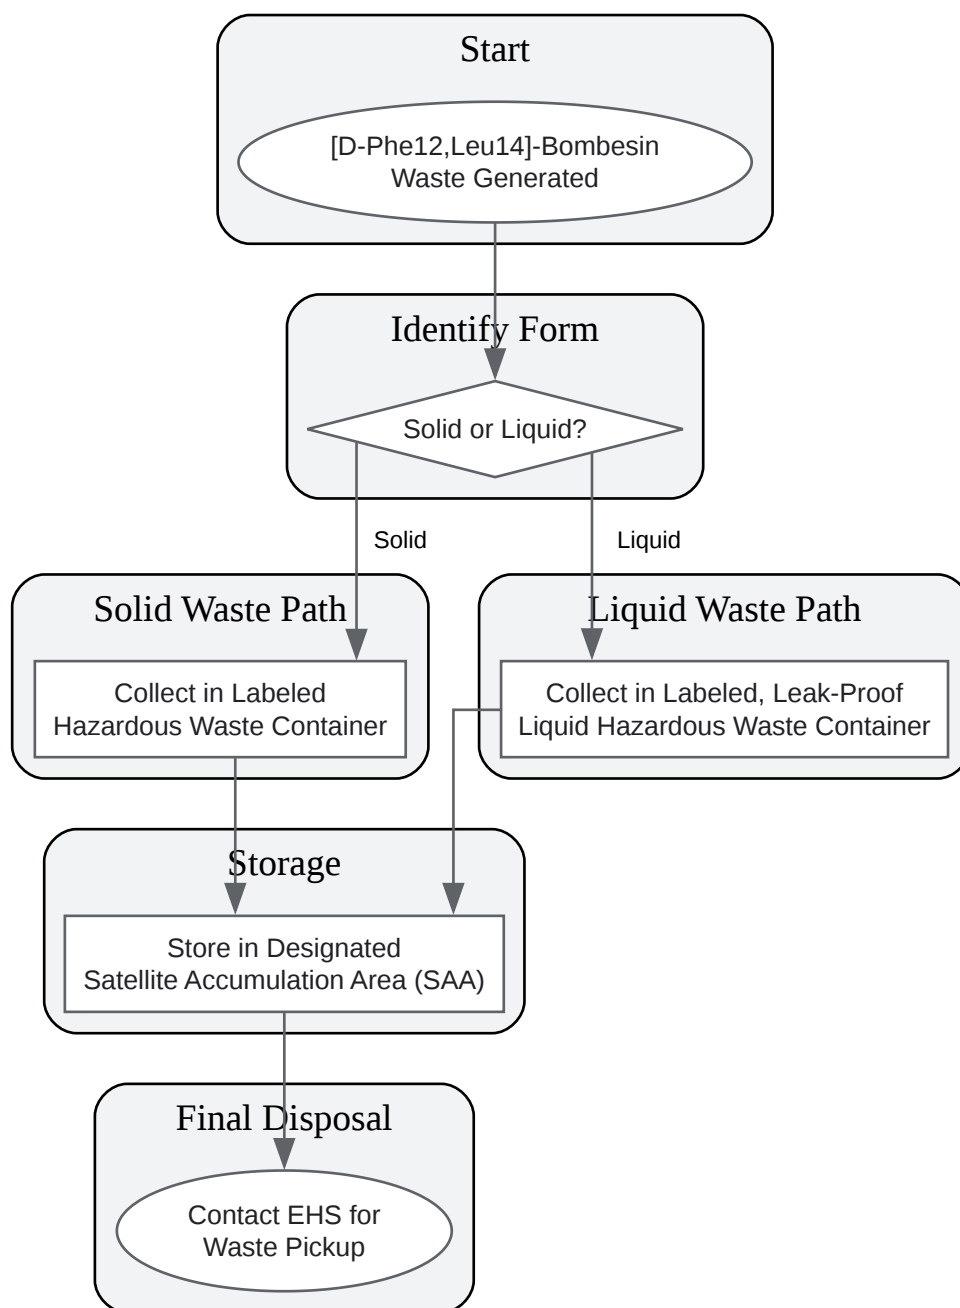 Start
[D-Phe12,Leu14]-Bombesin
Waste Generated
Identify Form
Solid or Liquid?
Solid
Liquid
Solid Waste Path
Collect in Labeled
Hazardous Waste Container
Liquid Waste Path
Collect in Labeled, Leak-Proof
Liquid Hazardous Waste Container
Storage
Store in Designated
Satellite Accumulation Area (SAA)
Final Disposal
Contact EHS for
Waste Pickup